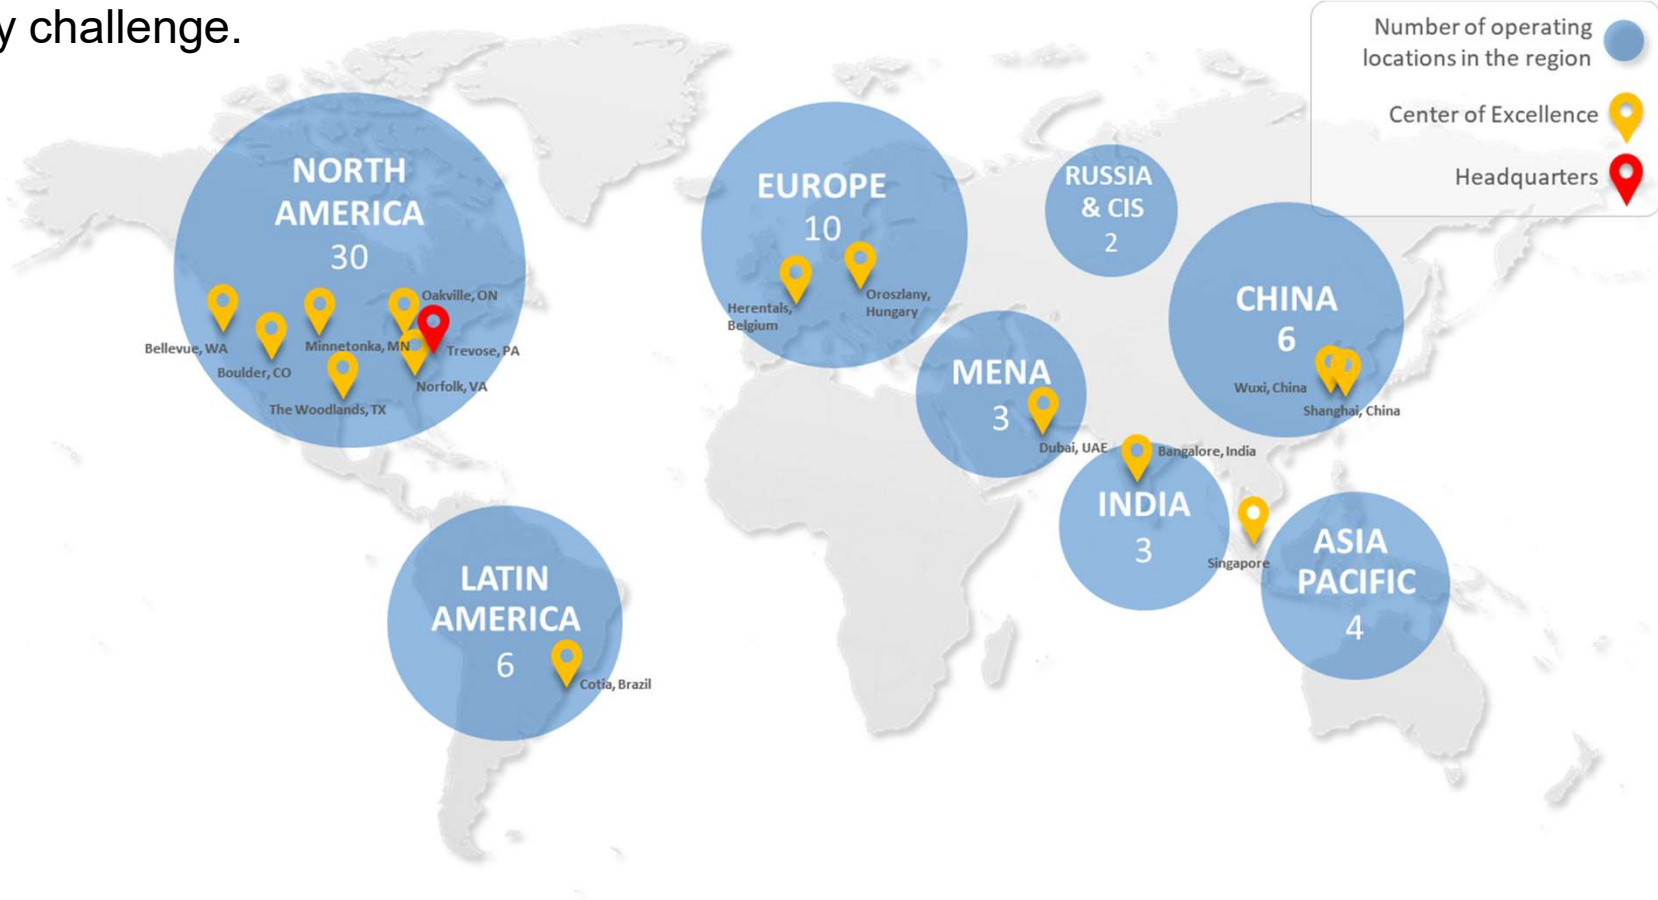 y challenge.
Number of operating
locations in the region
Center of Excellence
Headquarters
NORTH
AMERICA
30
Oakville, ON
Bellevue, WA
Minnetonka, MN
Trevose, PA
Boulder, CO
Norfolk, VA
The Woodlands, TX
EUROPE
10
Herentals,
Belgium
Oroszlany,
Hungary
RUSSIA
& CIS
2
CHINA
6
Wuxi, China
Shanghai, China
MENA
3
Dubai, UAE
Bangalore, India
INDIA
3
Singapore
ASIA
PACIFIC
4
LATIN
AMERICA
6
Cotia, Brazil